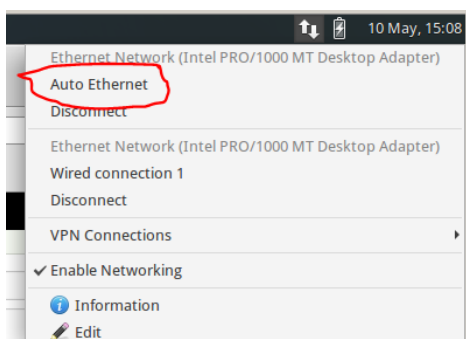 10 May, 15:08
Ethernet Network (Intel PRO/1000 MT Desktop Adapter)
Auto Ethernet
Disconnect
Ethernet Network (Intel PRO/1000 MT Desktop Adapter)
Wired connection 1
Disconnect
VPN Connections
Enable Networking
Information
Edit